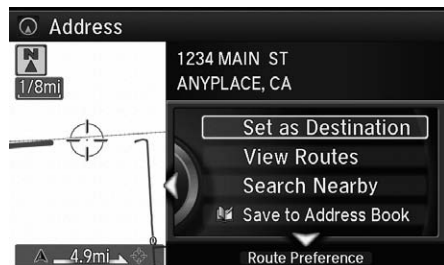 Address
N
1/8mi
1234 MAIN ST
ANYPLACE, CA
Set as Destination
View Routes
Search Nearby
Save to Address Book
4.9mi
Route Preference